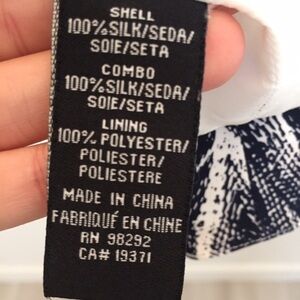 SHELL
100% SILK/SEDA/
SOIE/SETA
COMBO
100% SILK/SEDA/
SOIE/SETA
LINING
100% POLYESTER/
POLIESTER/
POLIESTERE
MADE IN CHINA
FABRIQUÉ EN CHINE
RN 98292
CA# 19371